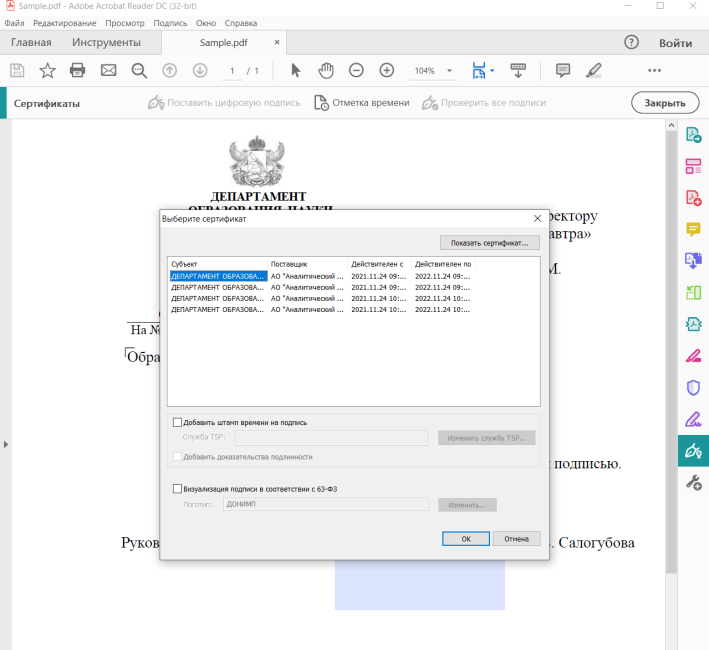 Sample.pdf - Adobe Acrobat Reader DC (32-bit)
Файл Редактирование Просмотр Подпись Окно Справка
Главная Инструменты Sample.pdf × Войти
1 / 1 104%
Сертификаты Поставить цифровую подпись Отметка времени Проверить все подписи Закрыть
ДЕПАРТАМЕНТ
ОБРАЗОВАНИЯ, НАУКИ
ректору
автра»
М.
На №
Обра
подписью.
Руков
. Салогубова
Выберите сертификат
Показать сертификат...
Субъект Поставщик Действителен с Действителен по
ДЕПАРТАМЕНТ ОБРАЗОВА... АО "Аналитический ... 2021.11.24 09:... 2022.11.24 09:...
ДЕПАРТАМЕНТ ОБРАЗОВА... АО "Аналитический ... 2021.11.24 09:... 2022.11.24 09:...
ДЕПАРТАМЕНТ ОБРАЗОВА... АО "Аналитический ... 2021.11.24 10:... 2022.11.24 10:...
ДЕПАРТАМЕНТ ОБРАЗОВА... АО "Аналитический ... 2021.11.24 10:... 2022.11.24 10:...
Добавить штамп времени на подпись
Служба TSP: Изменить службу TSP...
Добавить доказательства подлинности
Визуализация подписи в соответствии с 63-ФЗ
Логотип: ДОНИМП Изменить...
ОК Отмена